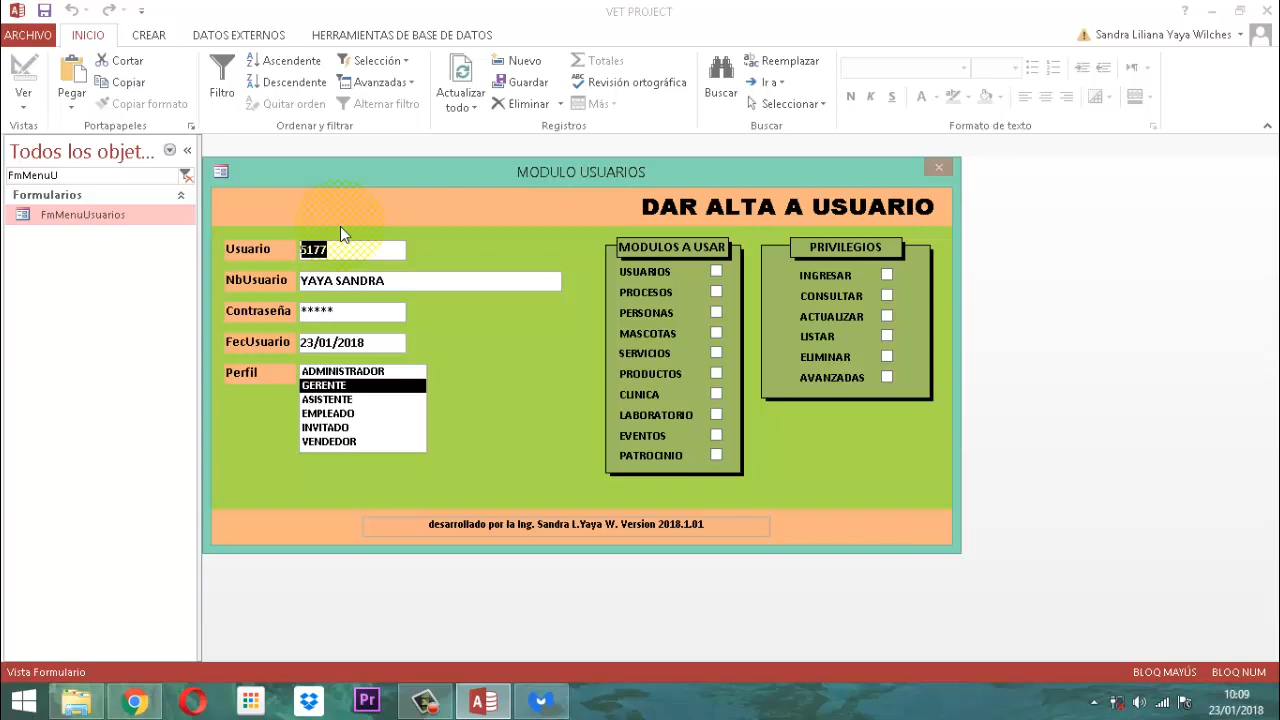 VET PROJECT
ARCHIVO INICIO CREAR DATOS EXTERNOS HERRAMIENTAS DE BASE DE DATOS Sandra Liliana Yaya Wilches
Ver
Vistas
Pegar
Cortar
Copiar
Copiar formato
Portapapeles
Filtro
Ascendente
Descendente
Quitar orden
Selección
Avanzadas
Alternar filtro
Ordenar y filtrar
Actualizar
todo
Nuevo
Guardar
Eliminar
Totales
Revisión ortográfica
Más
Registros
Buscar
Reemplazar
Ir a
Seleccionar
Buscar
N K S A
Formato de texto
Todos los objet...
FmMenuU
Formularios
FmMenuUsuarios
MODULO USUARIOS
DAR ALTA A USUARIO
Usuario 5177
NbUsuario YAYA SANDRA
Contraseña *****
FecUsuario 23/01/2018
Perfil
ADMINISTRADOR
GERENTE
ASISTENTE
EMPLEADO
INVITADO
VENDEDOR
MODULOS A USAR
USUARIOS
PROCESOS
PERSONAS
MASCOTAS
SERVICIOS
PRODUCTOS
CLINICA
LABORATORIO
EVENTOS
PATROCINIO
PRIVILEGIOS
INGRESAR
CONSULTAR
ACTUALIZAR
LISTAR
ELIMINAR
AVANZADAS
desarrollado por la Ing. Sandra L.Yaya W. Version 2018.1.01
Vista Formulario BLOQ MAYÚS BLOQ NUM
Pr
10:09
23/01/2018